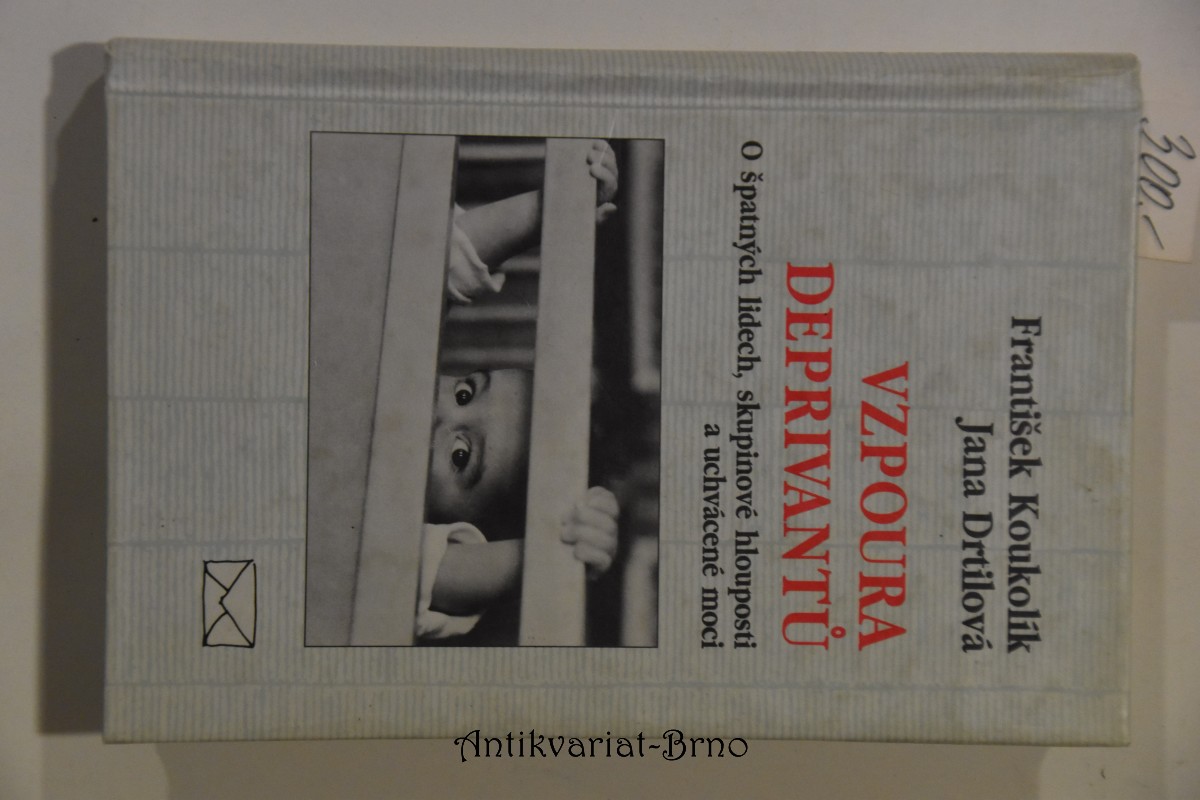 František Koukolík
Jana Drtilová
VZPOURA
DEPRIVANTŮ
O špatných lidech, skupinové hlouposti
a uchvácené moci
300,-
Antikvariat-Brno